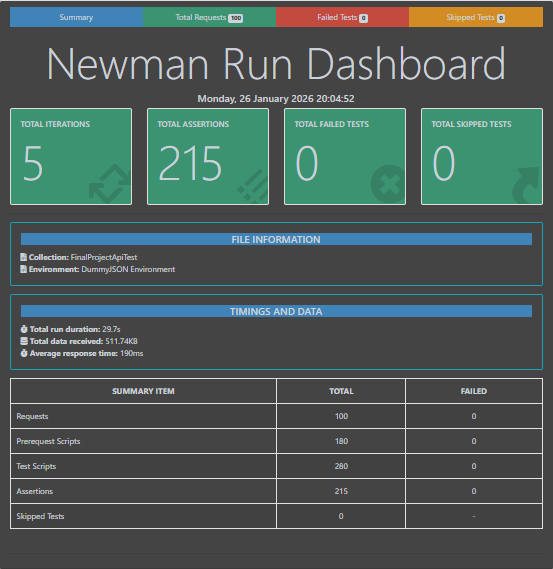 Summary
Total Requests 100
Failed Tests 0
Skipped Tests 0
Newman Run Dashboard
Monday, 26 January 2026 20:04:52
TOTAL ITERATIONS
5
TOTAL ASSERTIONS
215
TOTAL FAILED TESTS
0
TOTAL SKIPPED TESTS
0
FILE INFORMATION
Collection: FinalProjectApiTest
Environment: DummyJSON Environment
TIMINGS AND DATA
Total run duration: 29.7s
Total data received: 511.74KB
Average response time: 190ms
SUMMARY ITEM TOTAL FAILED
Requests 100 0
Prerequest Scripts 180 0
Test Scripts 280 0
Assertions 215 0
Skipped Tests 0 -